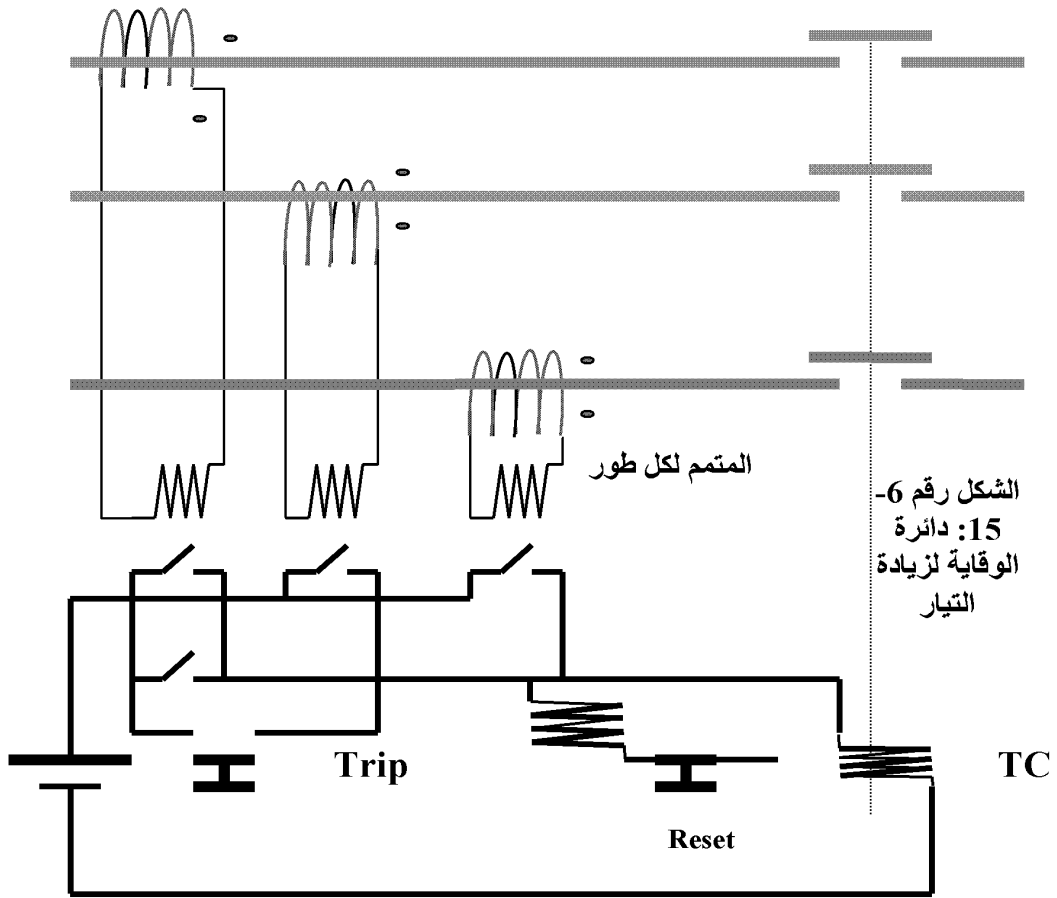 المتمم لكل طور
الشكل رقم 6-
15: دائرة
الوقاية لزيادة
التيار
Trip
TC
Reset